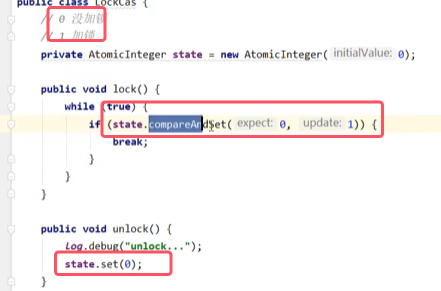 public class LockCas {
// 0 没加锁
// 1 加锁
private AtomicInteger state = new AtomicInteger( initialValue: 0);
public void lock() {
while (true) {
if (state.compareAndSet( expect: 0, update: 1)) {
break;
}
}
}
public void unlock() {
log.debug("unlock...");
state.set(0);
}